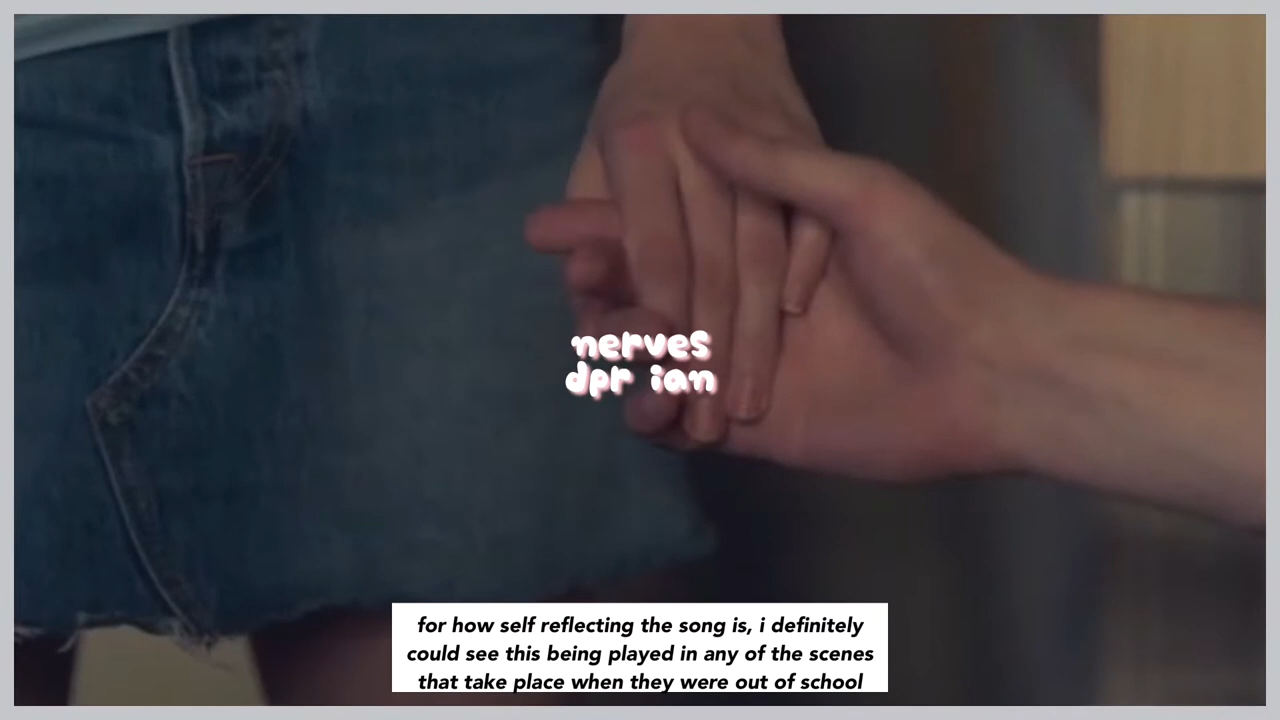 nerves
dpr ian
for how self reflecting the song is, i definitely
could see this being played in any of the scenes
that take place when they were out of school